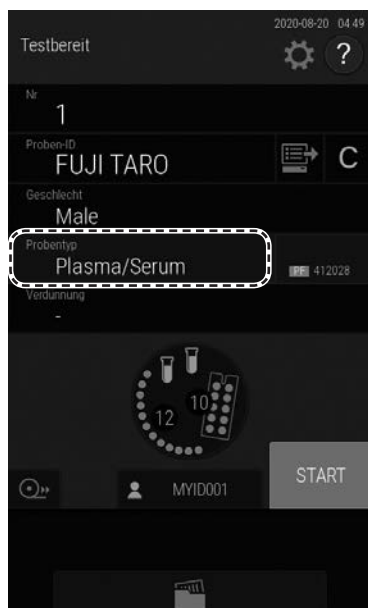 2020-08-20 04:49
Testbereit
?
Nr
1
Proben-ID
FUJI TARO
C
Geschlecht
Male
Probentyp
Plasma/Serum
PF 412028
Verdünnung
-
12
10
MYID001
START